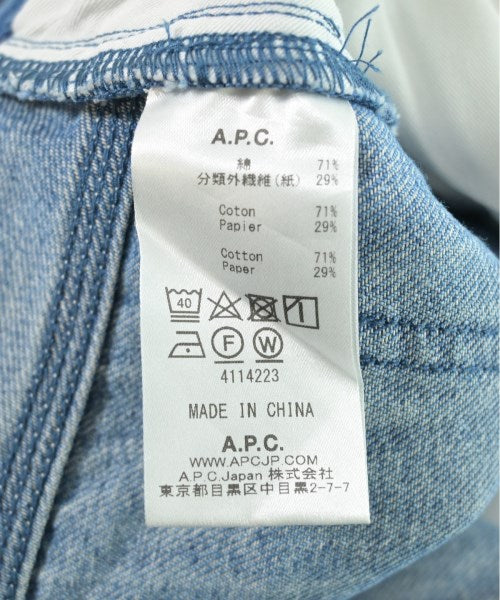 A.P.C.
綿 71%
分類外繊維(紙) 29%
Coton 71%
Papier 29%
Cotton 71%
Paper 29%
40
F W
4114223
MADE IN CHINA
A.P.C.
WWW.APCJP.COM
A.P.C.Japan 株式会社
東京都目黒区中目黒2-7-7